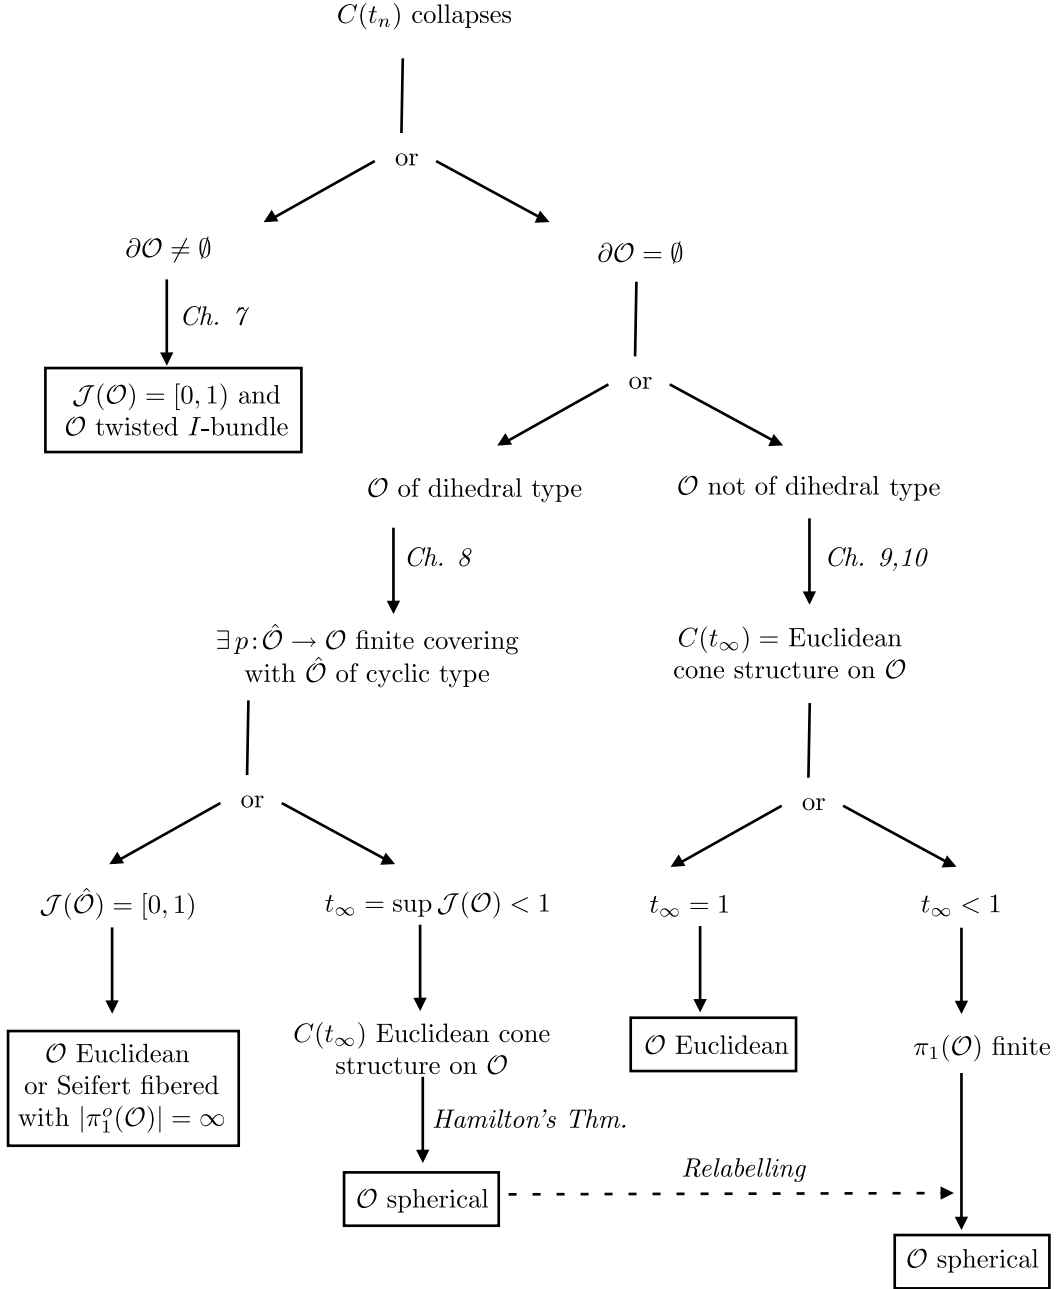 C(tₙ) collapses
or
∂𝒪 ≠ ∅
∂𝒪 = ∅
Ch. 7
𝒥(𝒪) = [0, 1) and
𝒪 twisted I-bundle
or
𝒪 of dihedral type
𝒪 not of dihedral type
Ch. 8
Ch. 9,10
∃ p: 𝒪̂ → 𝒪 finite covering
with 𝒪̂ of cyclic type
C(t_∞) = Euclidean
cone structure on 𝒪
or
or
𝒥(𝒪̂) = [0, 1)
t_∞ = sup 𝒥(𝒪) < 1
t_∞ = 1
t_∞ < 1
𝒪 Euclidean
or Seifert fibered
with |π₁ᵒ(𝒪)| = ∞
C(t_∞) Euclidean cone
structure on 𝒪
𝒪 Euclidean
π₁(𝒪) finite
Hamilton's Thm.
𝒪 spherical
Relabelling
𝒪 spherical